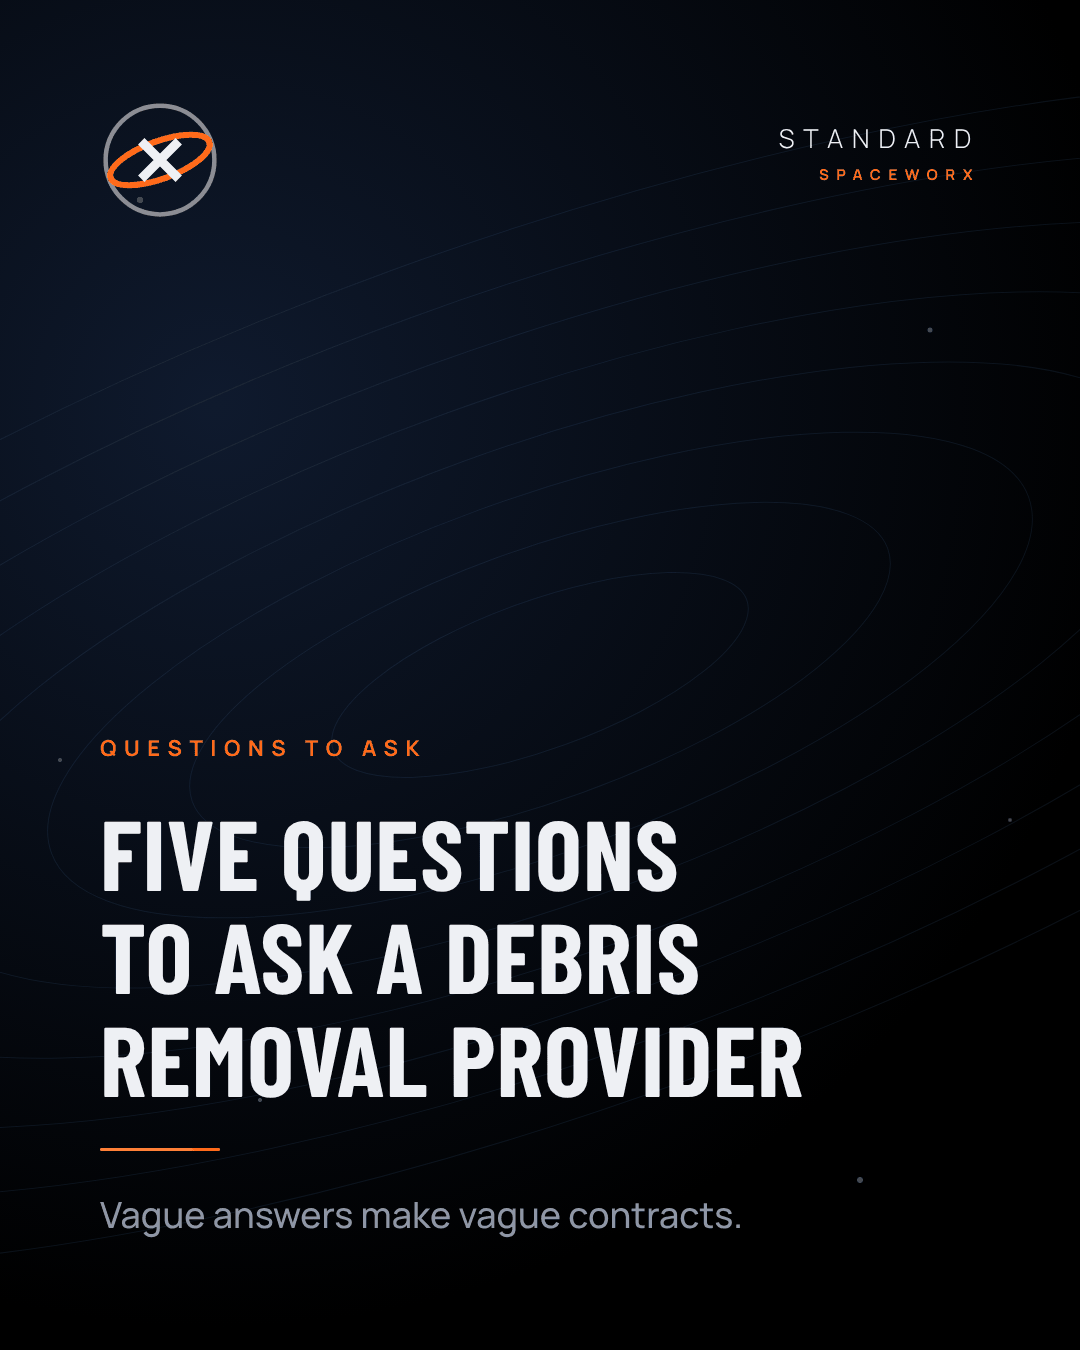 STANDARD
SPACEWORX
QUESTIONS TO ASK
FIVE QUESTIONS
TO ASK A DEBRIS
REMOVAL PROVIDER
Vague answers make vague contracts.